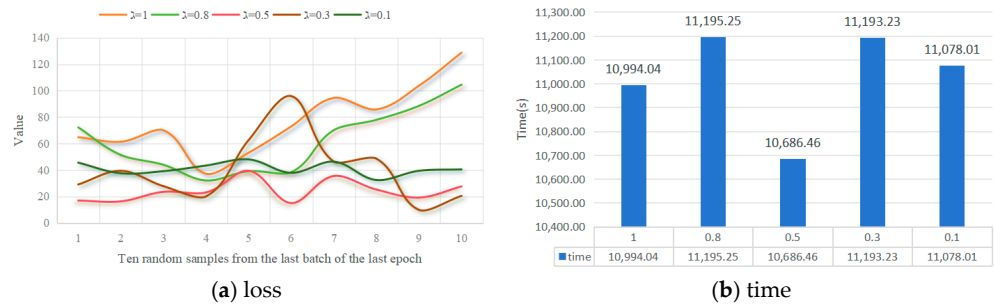 λ=1 λ=0.8 λ=0.5 λ=0.3 λ=0.1
140
120
100
80
60
40
20
0
Value
1 2 3 4 5 6 7 8 9 10
Ten random samples from the last batch of the last epoch
(a) loss
11,300.00
11,200.00
11,100.00
11,000.00
10,900.00
10,800.00
10,700.00
10,600.00
10,500.00
10,400.00
Time(s)
10,994.04
11,195.25
10,686.46
11,193.23
11,078.01
1 0.8 0.5 0.3 0.1
time 10,994.04 11,195.25 10,686.46 11,193.23 11,078.01
(b) time